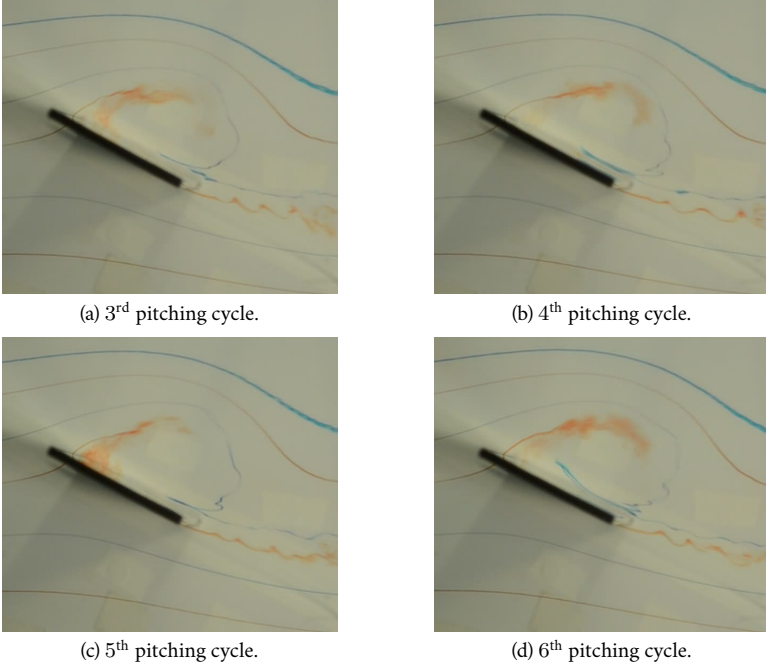 (a) 3rd pitching cycle.
(b) 4th pitching cycle.
(c) 5th pitching cycle.
(d) 6th pitching cycle.